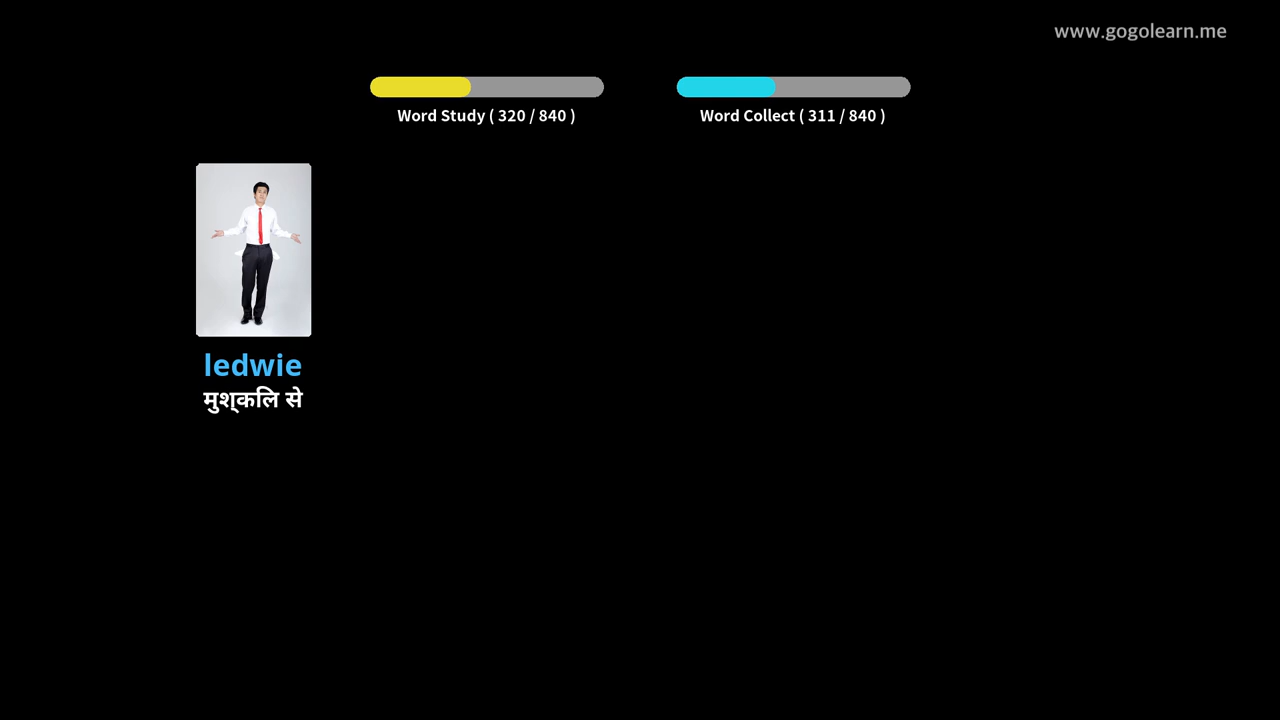 www.gogolearn.me
Word Study ( 320 / 840 )
Word Collect ( 311 / 840 )
ledwie
मुश्कलि से